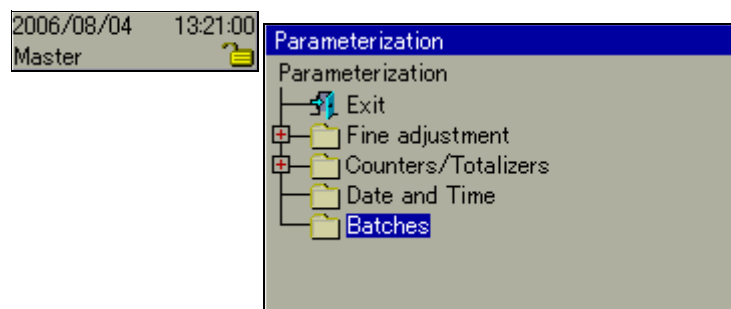 2006/08/04 13:21:00
Master
Parameterization
Parameterization
Exit
Fine adjustment
Counters/Totalizers
Date and Time
Batches